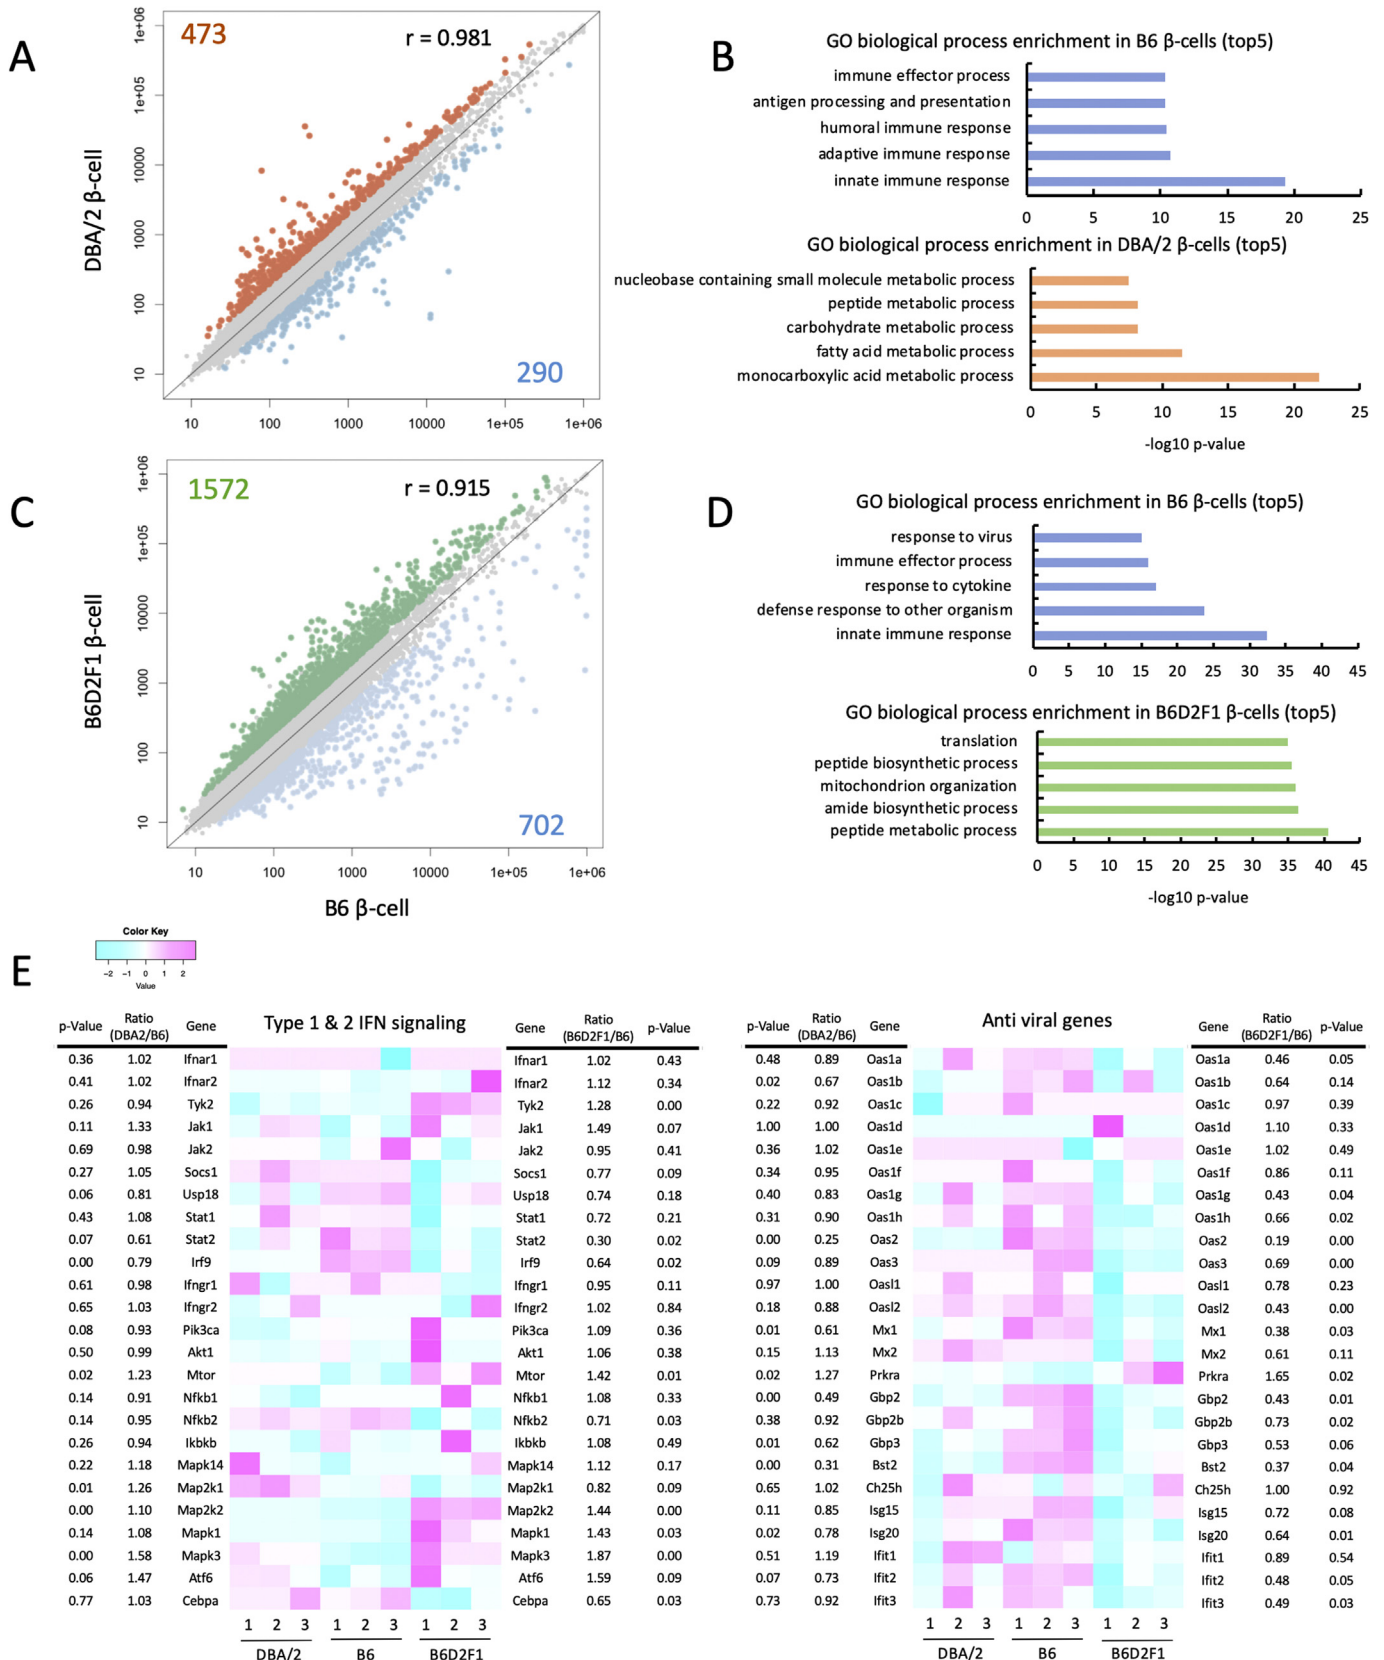 A
473
r = 0.981
DBA/2 β-cell
1e+06
1e+05
10000
1000
100
10
10 100 1000 10000 1e+05 1e+06
290
B
GO biological process enrichment in B6 β-cells (top5)
immune effector process
antigen processing and presentation
humoral immune response
adaptive immune response
innate immune response
0 5 10 15 20 25
GO biological process enrichment in DBA/2 β-cells (top5)
nucleobase containing small molecule metabolic process
peptide metabolic process
carbohydrate metabolic process
fatty acid metabolic process
monocarboxylic acid metabolic process
0 5 10 15 20 25
-log10 p-value
C
1572
r = 0.915
B6D2F1 β-cell
1e+06
1e+05
10000
1000
100
10
702
10 100 1000 10000 1e+05 1e+06
B6 β-cell
D
GO biological process enrichment in B6 β-cells (top5)
response to virus
immune effector process
response to cytokine
defense response to other organism
innate immune response
0 5 10 15 20 25 30 35 40 45
GO biological process enrichment in B6D2F1 β-cells (top5)
translation
peptide biosynthetic process
mitochondrion organization
amide biosynthetic process
peptide metabolic process
0 5 10 15 20 25 30 35 40 45
-log10 p-value
E
Color Key
-2 -1 0 1 2
Value
p-Value Ratio (DBA2/B6) Gene Type 1 & 2 IFN signaling Gene Ratio (B6D2F1/B6) p-Value
0.36 1.02 Ifnar1 Ifnar1 1.02 0.43
0.41 1.02 Ifnar2 Ifnar2 1.12 0.34
0.26 0.94 Tyk2 Tyk2 1.28 0.00
0.11 1.33 Jak1 Jak1 1.49 0.07
0.69 0.98 Jak2 Jak2 0.95 0.41
0.27 1.05 Socs1 Socs1 0.77 0.09
0.06 0.81 Usp18 Usp18 0.74 0.18
0.43 1.08 Stat1 Stat1 0.72 0.21
0.07 0.61 Stat2 Stat2 0.30 0.02
0.00 0.79 Irf9 Irf9 0.64 0.02
0.61 0.98 Ifngr1 Ifngr1 0.95 0.11
0.65 1.03 Ifngr2 Ifngr2 1.02 0.84
0.08 0.93 Pik3ca Pik3ca 1.09 0.36
0.50 0.99 Akt1 Akt1 1.06 0.38
0.02 1.23 Mtor Mtor 1.42 0.01
0.14 0.91 Nfkb1 Nfkb1 1.08 0.33
0.14 0.95 Nfkb2 Nfkb2 0.71 0.03
0.26 0.94 Ikbkb Ikbkb 1.08 0.49
0.22 1.18 Mapk14 Mapk14 1.12 0.17
0.01 1.26 Map2k1 Map2k1 0.82 0.09
0.00 1.10 Map2k2 Map2k2 1.44 0.00
0.14 1.08 Mapk1 Mapk1 1.43 0.03
0.00 1.58 Mapk3 Mapk3 1.87 0.00
0.06 1.47 Atf6 Atf6 1.59 0.09
0.77 1.03 Cebpa Cebpa 0.65 0.03
1 2 3 1 2 3 1 2 3
DBA/2 B6 B6D2F1
p-Value Ratio (DBA2/B6) Gene Anti viral genes Gene Ratio (B6D2F1/B6) p-Value
0.48 0.89 Oas1a Oas1a 0.46 0.05
0.02 0.67 Oas1b Oas1b 0.64 0.14
0.22 0.92 Oas1c Oas1c 0.97 0.39
1.00 1.00 Oas1d Oas1d 1.10 0.33
0.36 1.02 Oas1e Oas1e 1.02 0.49
0.34 0.95 Oas1f Oas1f 0.86 0.11
0.40 0.83 Oas1g Oas1g 0.43 0.04
0.31 0.90 Oas1h Oas1h 0.66 0.02
0.00 0.25 Oas2 Oas2 0.19 0.00
0.09 0.89 Oas3 Oas3 0.69 0.00
0.97 1.00 Oasl1 Oasl1 0.78 0.23
0.18 0.88 Oasl2 Oasl2 0.43 0.00
0.01 0.61 Mx1 Mx1 0.38 0.03
0.15 1.13 Mx2 Mx2 0.61 0.11
0.02 1.27 Prkra Prkra 1.65 0.02
0.00 0.49 Gbp2 Gbp2 0.43 0.01
0.38 0.92 Gbp2b Gbp2b 0.73 0.02
0.01 0.62 Gbp3 Gbp3 0.53 0.06
0.00 0.31 Bst2 Bst2 0.37 0.04
0.65 1.02 Ch25h Ch25h 1.00 0.92
0.11 0.85 Isg15 Isg15 0.72 0.08
0.02 0.78 Isg20 Isg20 0.64 0.01
0.51 1.19 Ifit1 Ifit1 0.89 0.54
0.07 0.73 Ifit2 Ifit2 0.48 0.05
0.73 0.92 Ifit3 Ifit3 0.49 0.03
1 2 3 1 2 3 1 2 3
DBA/2 B6 B6D2F1